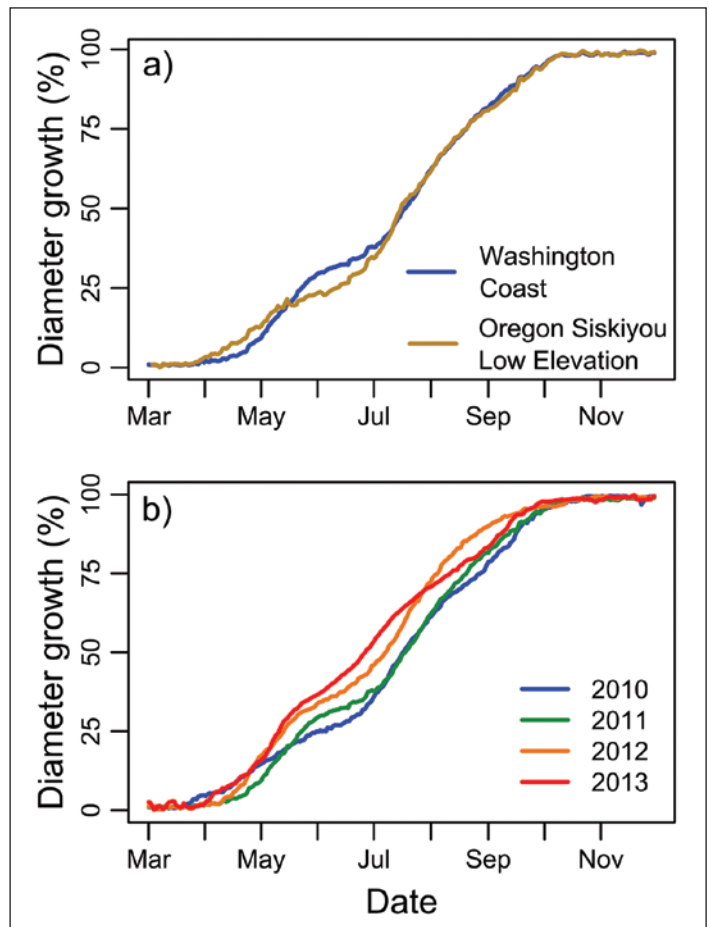 a)
Diameter growth (%)
100
75
50
25
0
Washington
Coast
Oregon Siskiyou
Low Elevation
Mar
May
Jul
Sep
Nov
b)
Diameter growth (%)
100
75
50
25
0
2010
2011
2012
2013
Mar
May
Jul
Sep
Nov
Date